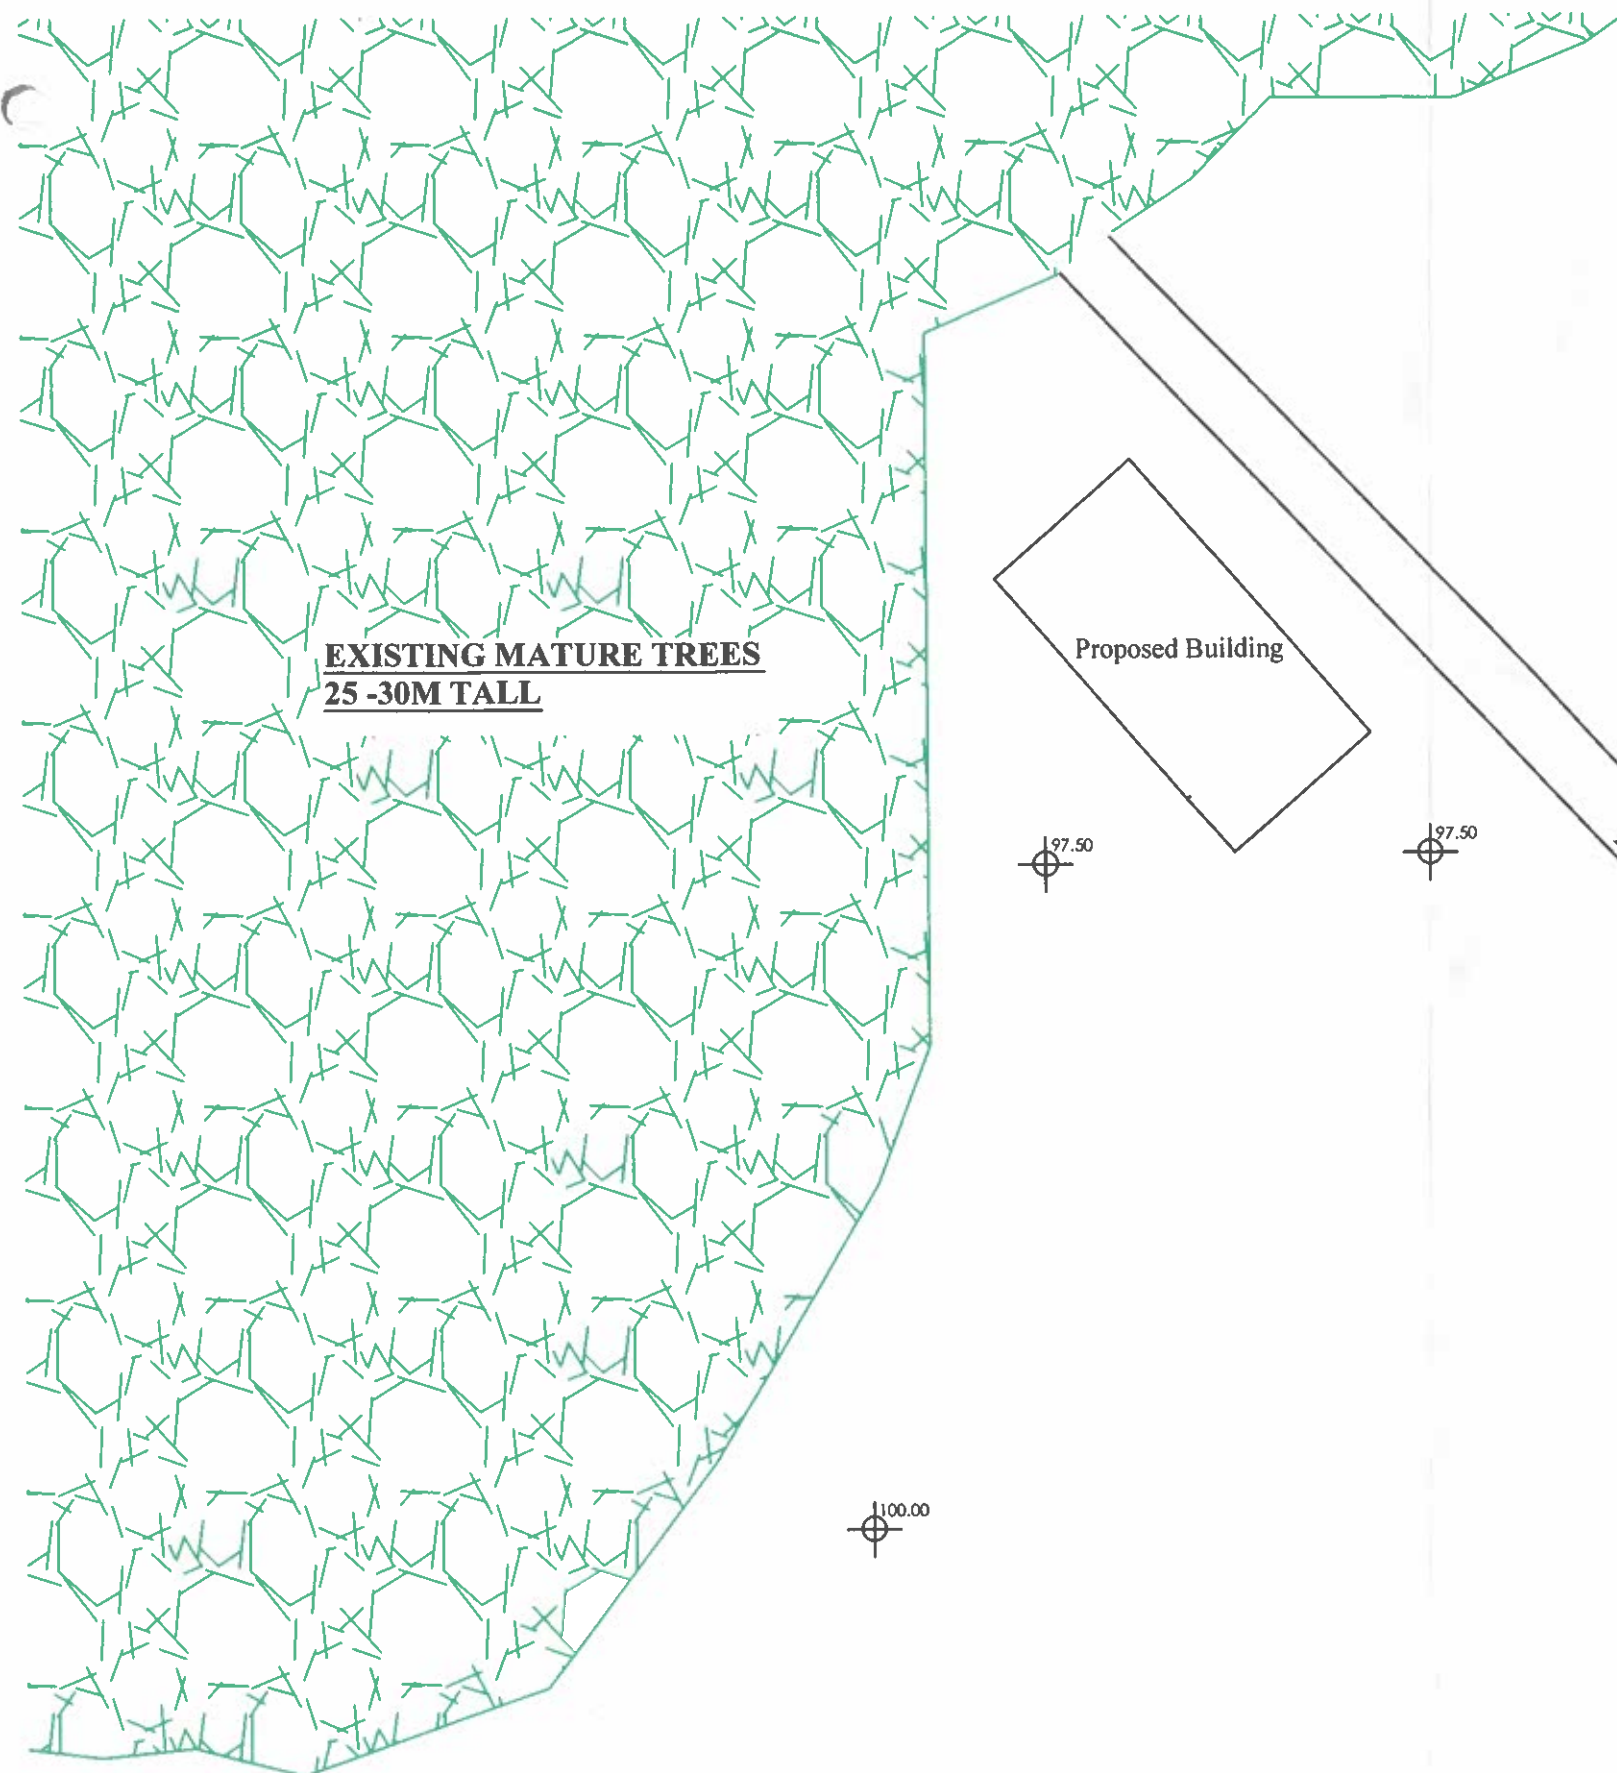 EXISTING MATURE TREES
25 -30M TALL
Proposed Building
97.50
97.50
100.00